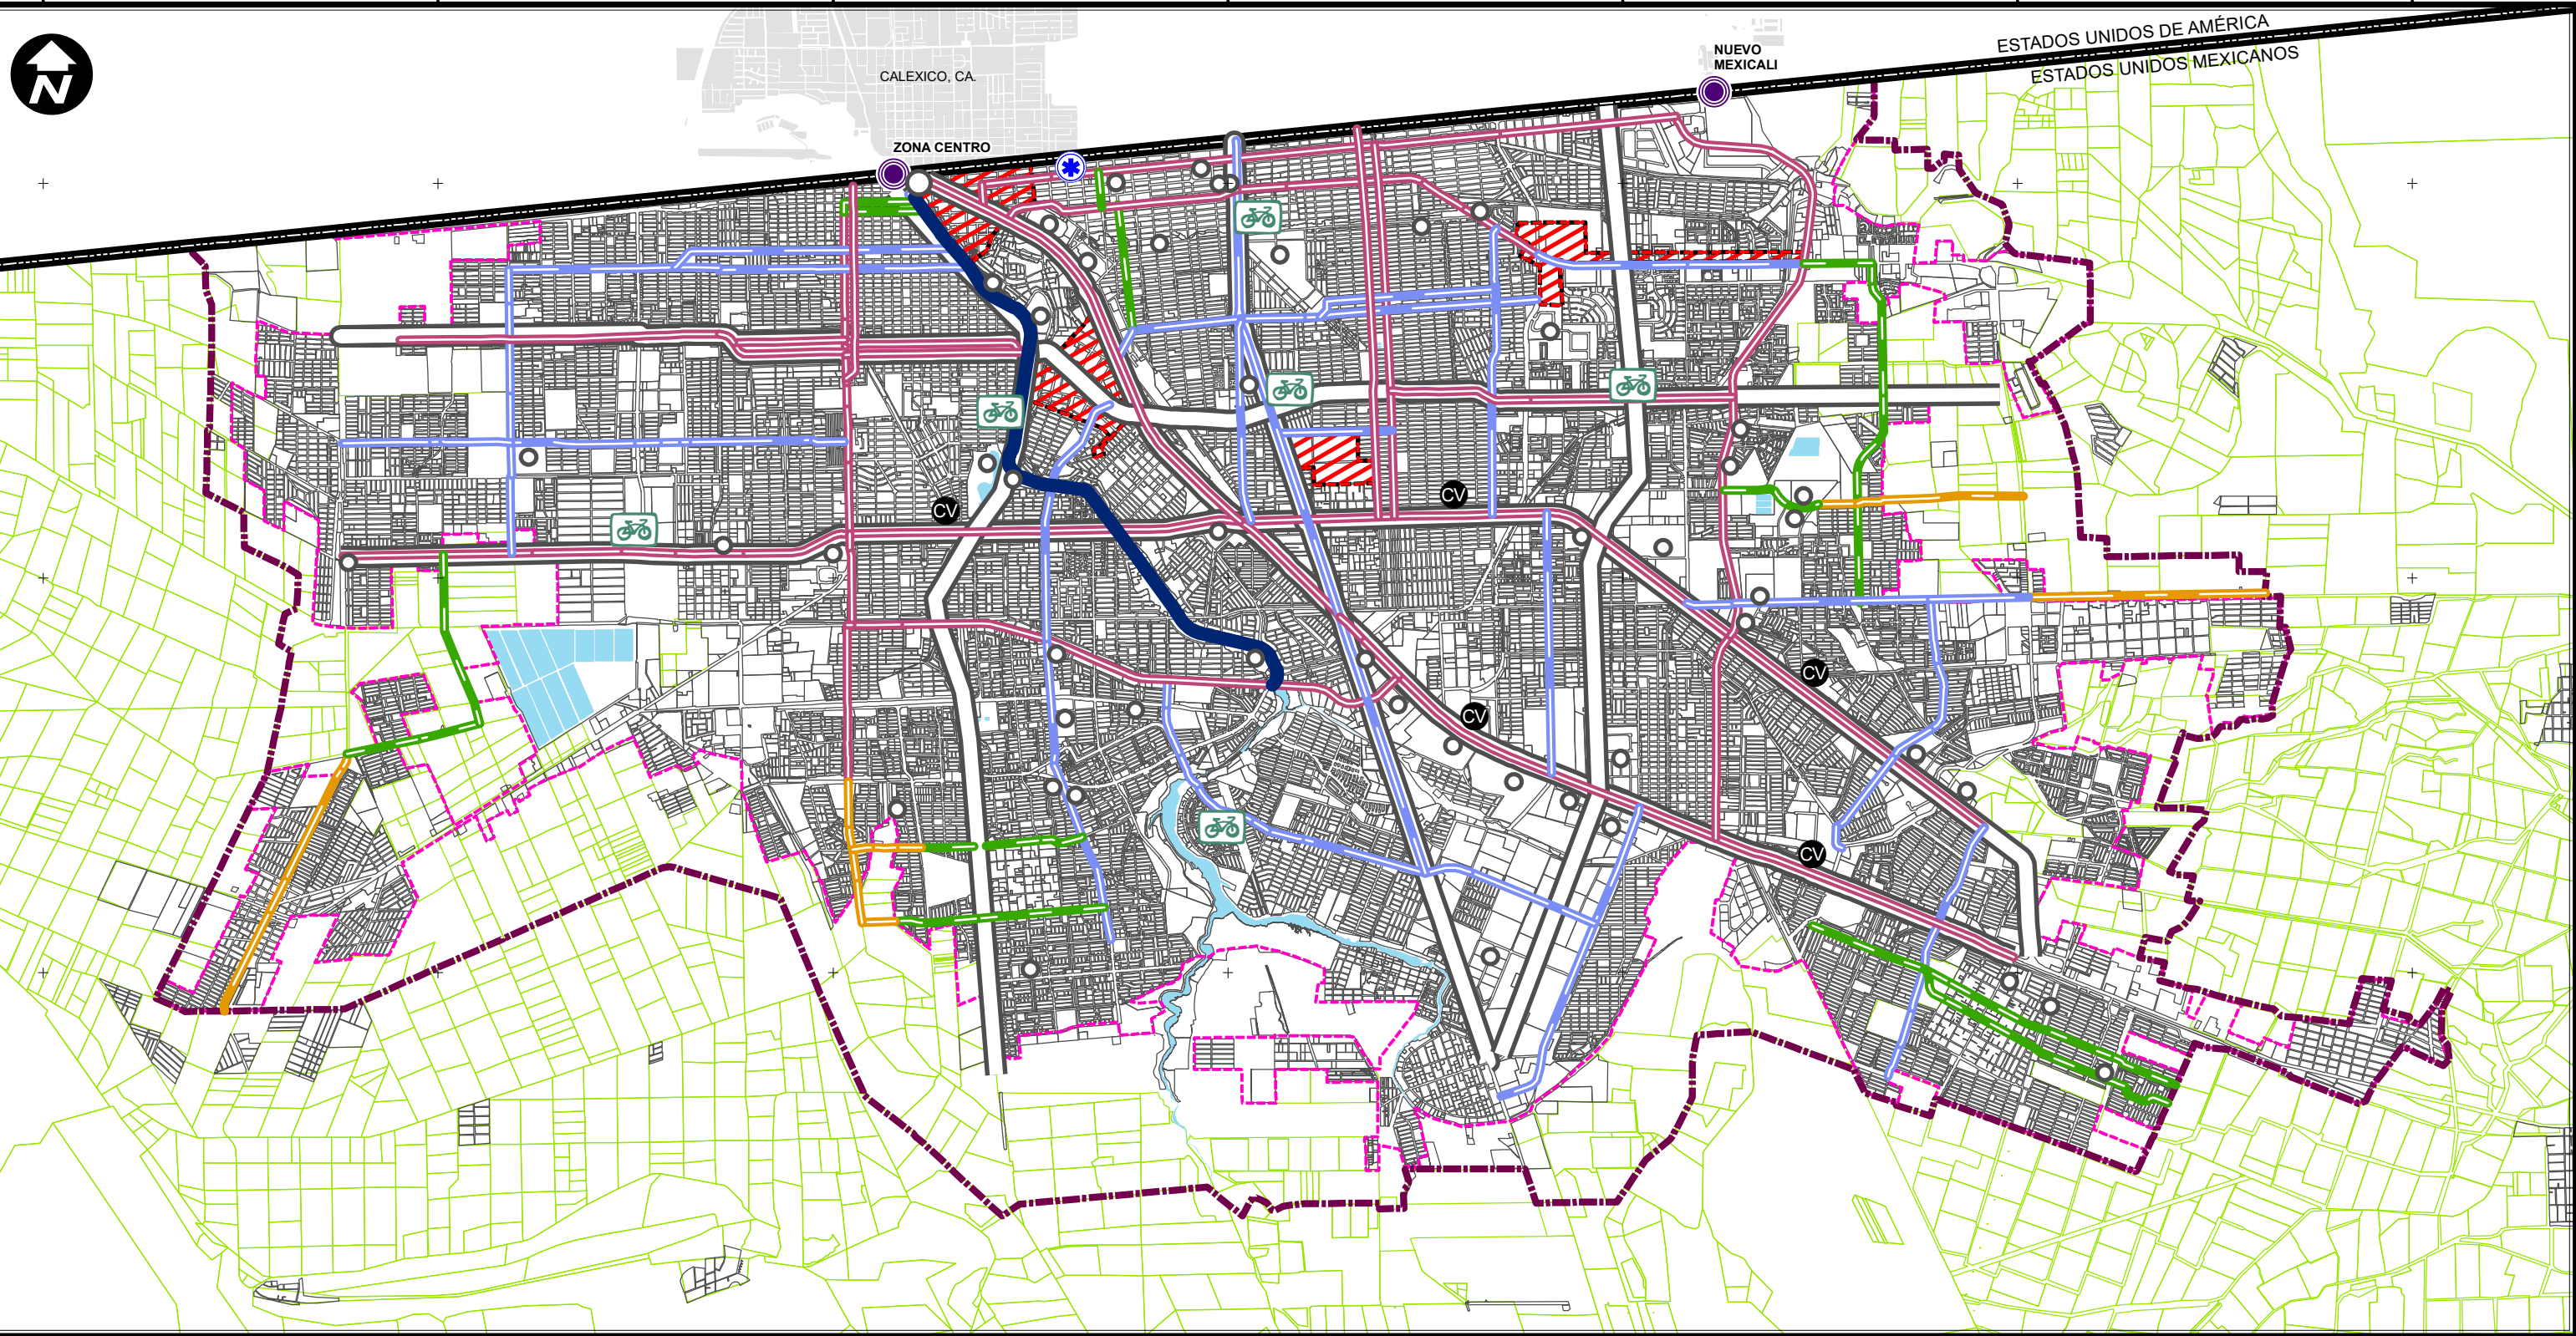 ESTADOS UNIDOS DE AMÉRICA
ESTADOS UNIDOS MEXICANOS
NUEVO
MEXICALI
CALEXICO, CA.
N
ZONA CENTRO
CV
CV
CV
CV
CV